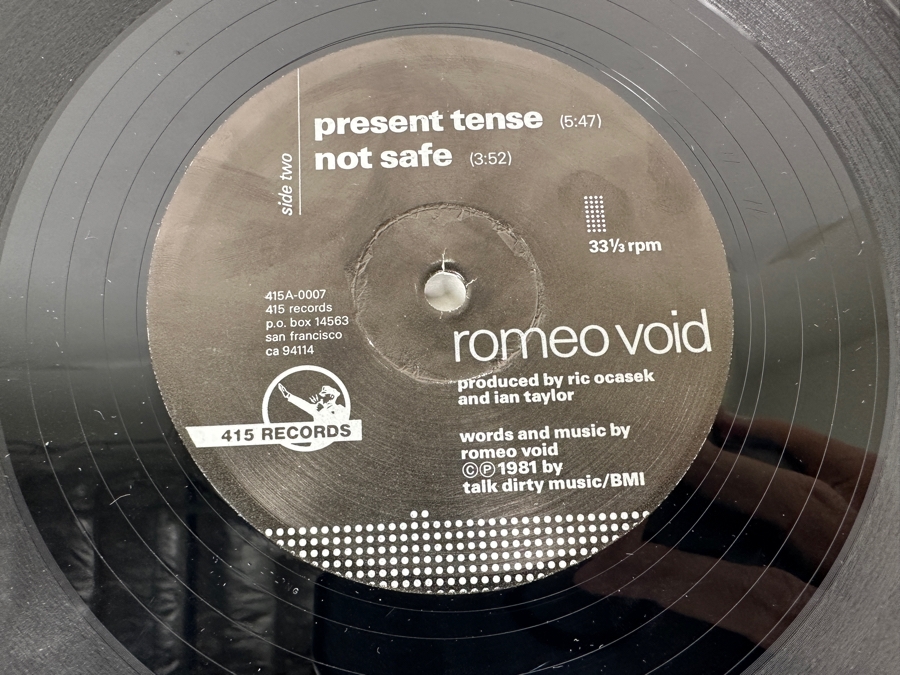 side two
present tense (5:47)
not safe (3:52)
33⅓ rpm
415A-0007
415 records
p.o. box 14563
san francisco
ca 94114
415 RECORDS
romeo void
produced by ric ocasek
and ian taylor
words and music by
romeo void
©℗1981 by
talk dirty music/BMI